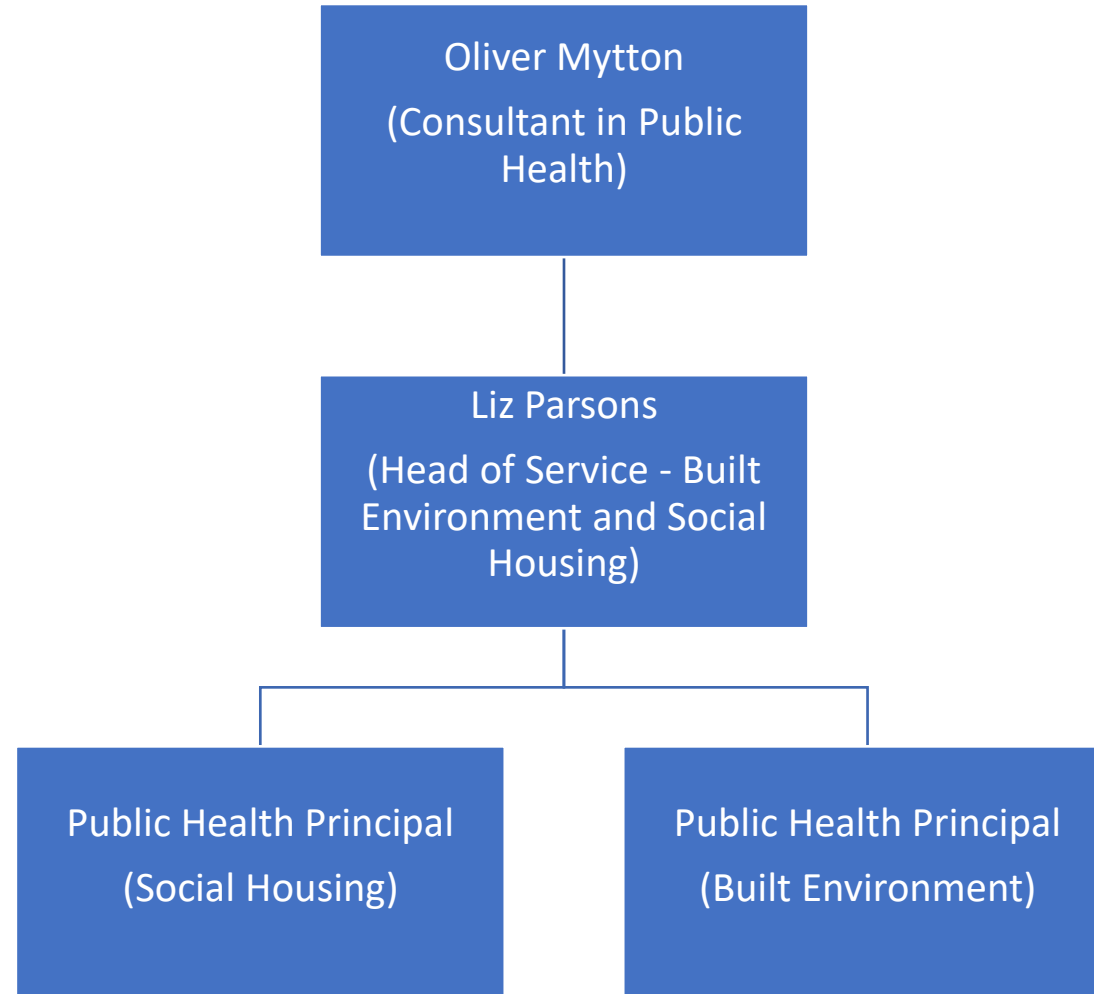 Oliver Mytton
(Consultant in Public
Health)
Liz Parsons
(Head of Service - Built
Environment and Social
Housing)
Public Health Principal
(Social Housing)
Public Health Principal
(Built Environment)